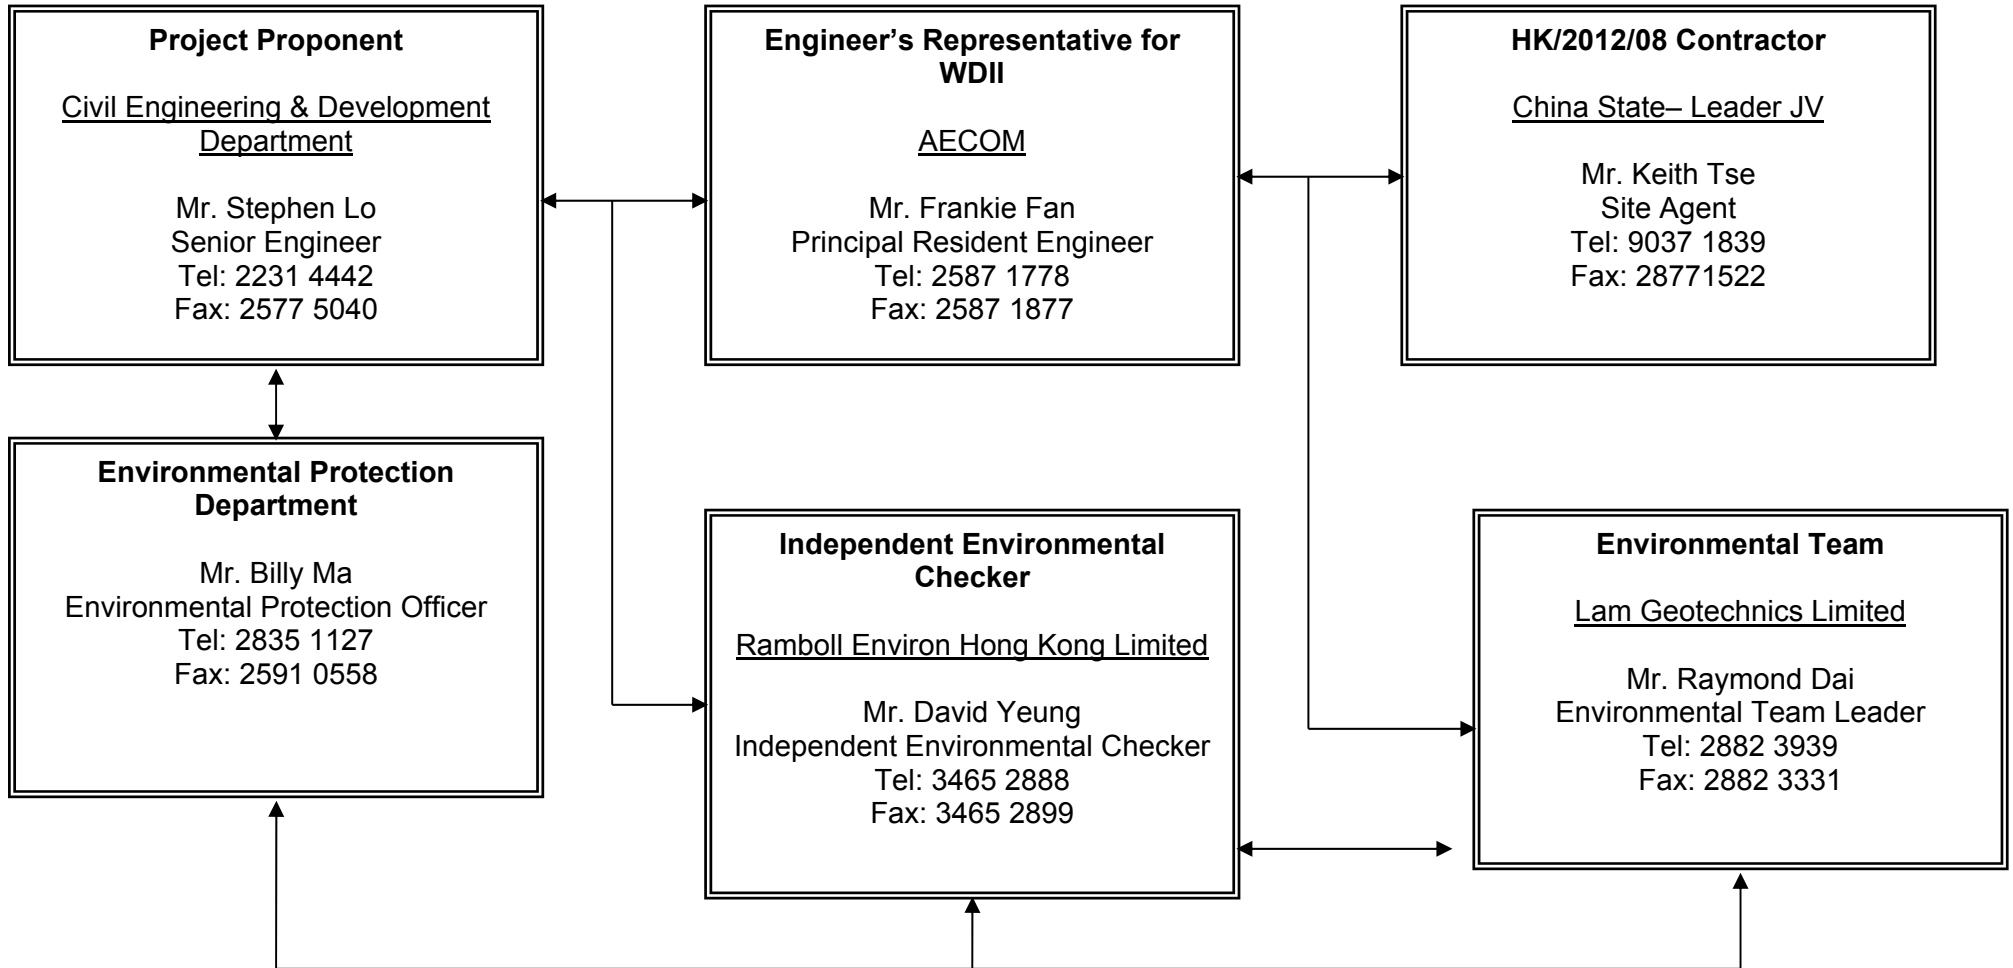 Project Proponent
Civil Engineering & Development
Department
Mr. Stephen Lo
Senior Engineer
Tel: 2231 4442
Fax: 2577 5040
Engineer’s Representative for
WDII
AECOM
Mr. Frankie Fan
Principal Resident Engineer
Tel: 2587 1778
Fax: 2587 1877
HK/2012/08 Contractor
China State– Leader JV
Mr. Keith Tse
Site Agent
Tel: 9037 1839
Fax: 28771522
Environmental Protection
Department
Mr. Billy Ma
Environmental Protection Officer
Tel: 2835 1127
Fax: 2591 0558
Independent Environmental
Checker
Ramboll Environ Hong Kong Limited
Mr. David Yeung
Independent Environmental Checker
Tel: 3465 2888
Fax: 3465 2899
Environmental Team
Lam Geotechnics Limited
Mr. Raymond Dai
Environmental Team Leader
Tel: 2882 3939
Fax: 2882 3331